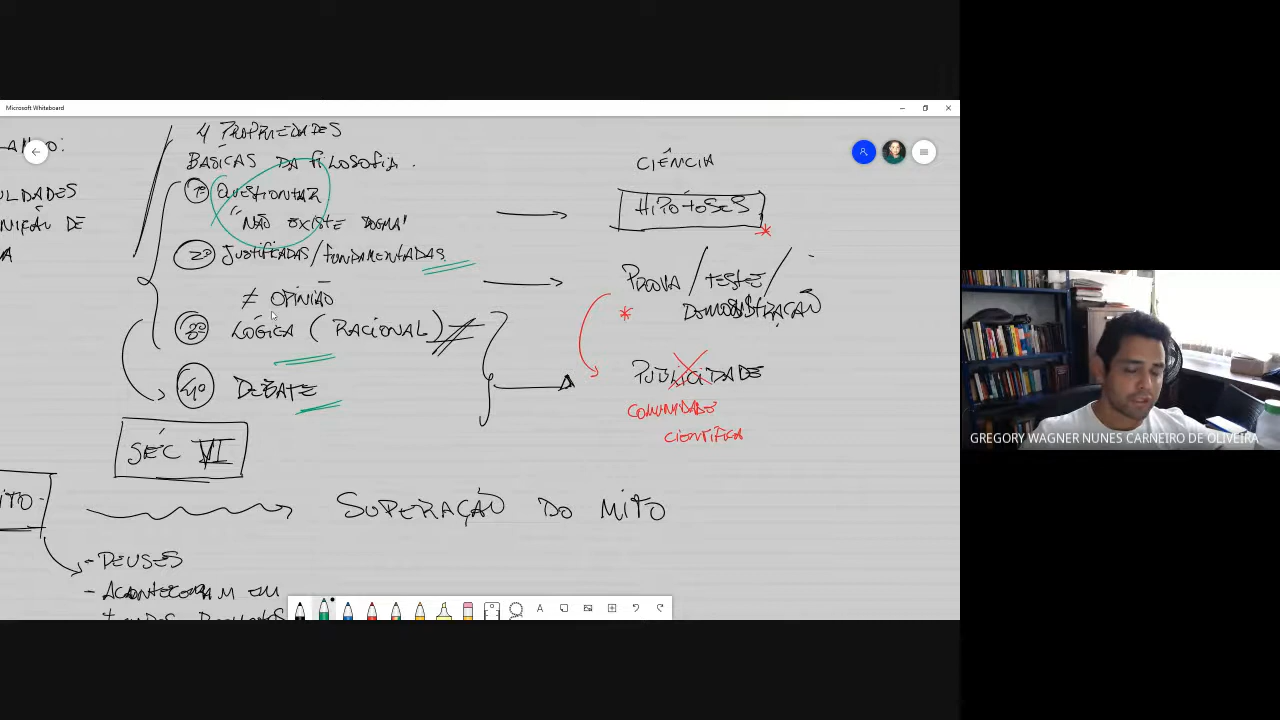 Microsoft Whiteboard
4 PROPRIEDADES
BÁSICAS DA FILOSOFIA.
1º QUESTIONAR
"NÃO EXISTE DOGMA"
2º JUSTIFICADAS/FUNDAMENTADAS
≠ OPINIÃO
3º LÓGICA (RACIONAL)
4º DEBATE
SÉC VI
CIÊNCIA
HIPÓTESES
*
PROVA / TESTE /
DEMONSTRAÇÃO
*
PUBLICIDADE
COMUNIDADE
CIENTÍFICA
ULDADES
DE
SUPERAÇÃO DO MITO
- DEUSES
- ACONTECERAM EM
GREGORY WAGNER NUNES CARNEIRO DE OLIVEIRA